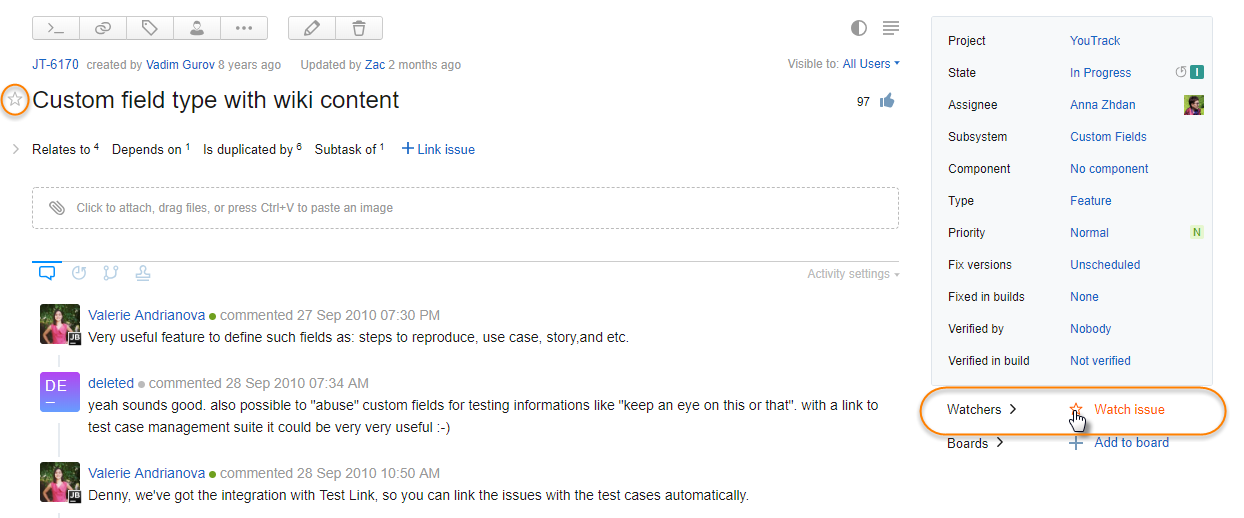 JT-6170 created by Vadim Gurov 8 years ago Updated by Zac 2 months ago Visible to: All Users
Custom field type with wiki content 97
Relates to 4 Depends on 1 Is duplicated by 6 Subtask of 1 + Link issue
Click to attach, drag files, or press Ctrl+V to paste an image
Activity settings
Valerie Andrianova commented 27 Sep 2010 07:30 PM
JB
Very useful feature to define such fields as: steps to reproduce, use case, story,and etc.
DE
deleted commented 28 Sep 2010 07:34 AM
yeah sounds good. also possible to "abuse" custom fields for testing informations like "keep an eye on this or that". with a link to
test case management suite it could be very very useful :-)
Valerie Andrianova commented 28 Sep 2010 10:50 AM
JB
Denny, we've got the integration with Test Link, so you can link the issues with the test cases automatically.
Project YouTrack
State In Progress I
Assignee Anna Zhdan
Subsystem Custom Fields
Component No component
Type Feature
Priority Normal N
Fix versions Unscheduled
Fixed in builds None
Verified by Nobody
Verified in build Not verified
Watchers Watch issue
Boards Add to board